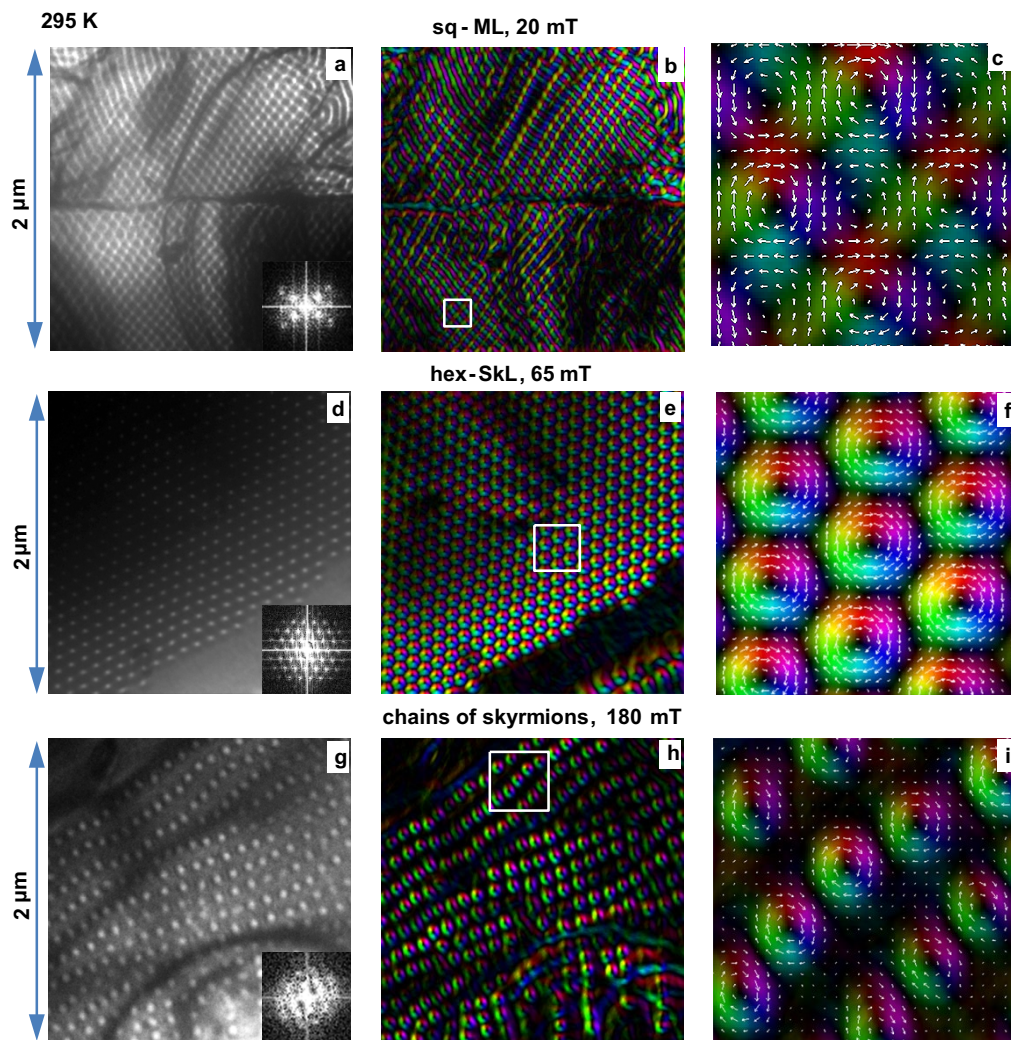 295 K
sq - ML, 20 mT
2 µm
a
b
c
hex-SkL, 65 mT
2µm
d
e
f
chains of skyrmions, 180 mT
2 µm
g
h
i